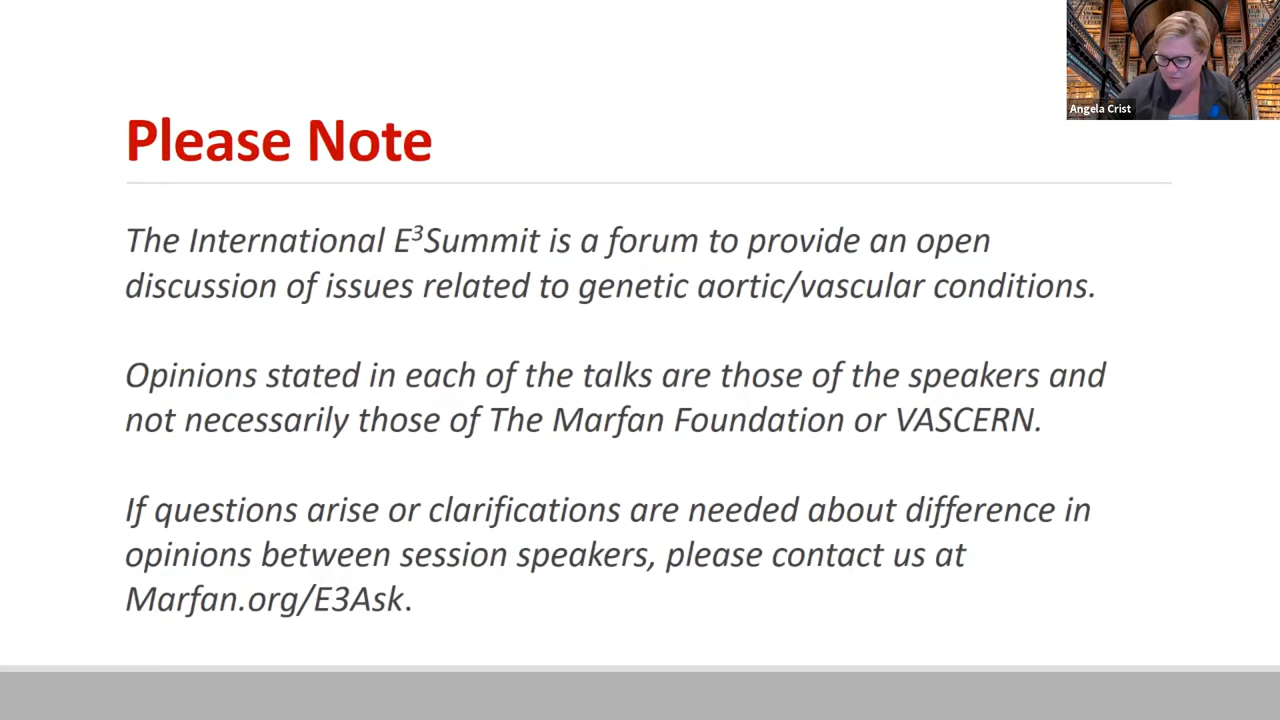 Angela Crist
Please Note
The International E³Summit is a forum to provide an open
discussion of issues related to genetic aortic/vascular conditions.
Opinions stated in each of the talks are those of the speakers and
not necessarily those of The Marfan Foundation or VASCERN.
If questions arise or clarifications are needed about difference in
opinions between session speakers, please contact us at
Marfan.org/E3Ask.